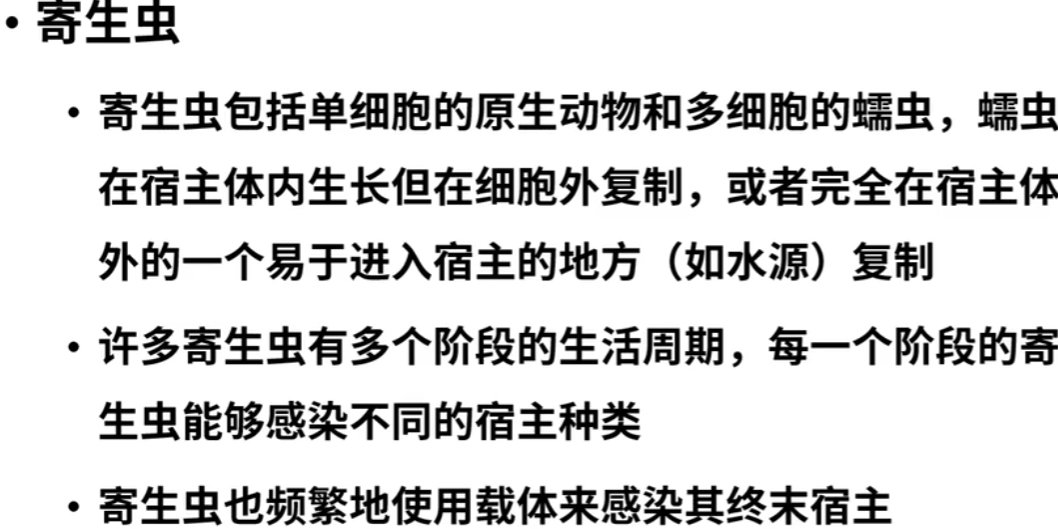 • 寄生虫
• 寄生虫包括单细胞的原生动物和多细胞的蠕虫，蠕虫
在宿主体内生长但在细胞外复制，或者完全在宿主体
外的一个易于进入宿主的地方（如水源）复制
• 许多寄生虫有多个阶段的生活周期，每一个阶段的寄
生虫能够感染不同的宿主种类
• 寄生虫也频繁地使用载体来感染其终末宿主